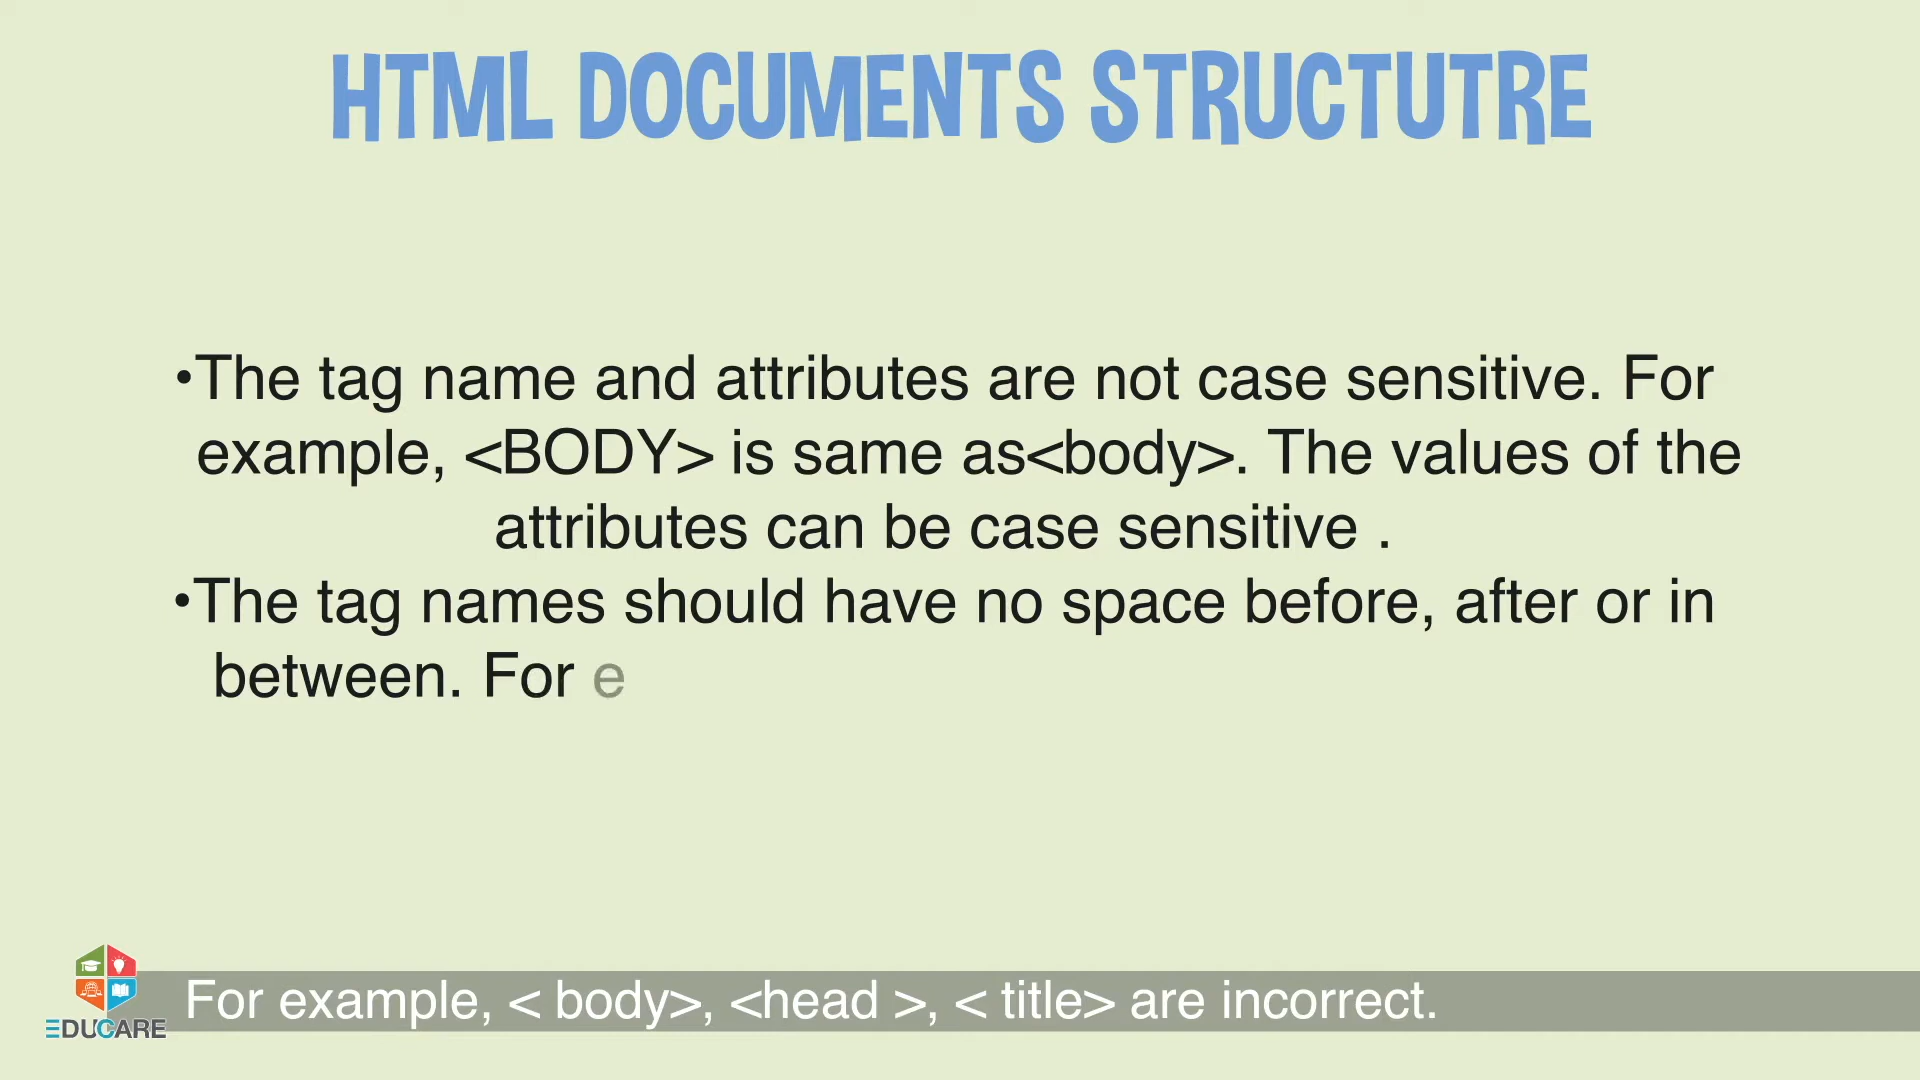 HTML DOCUMENTS STRUCTUTRE
•The tag name and attributes are not case sensitive. For
example, <BODY> is same as<body>. The values of the
attributes can be case sensitive .
•The tag names should have no space before, after or in
between. For e
For example, < body>, <head >, < title> are incorrect.
EDUCARE